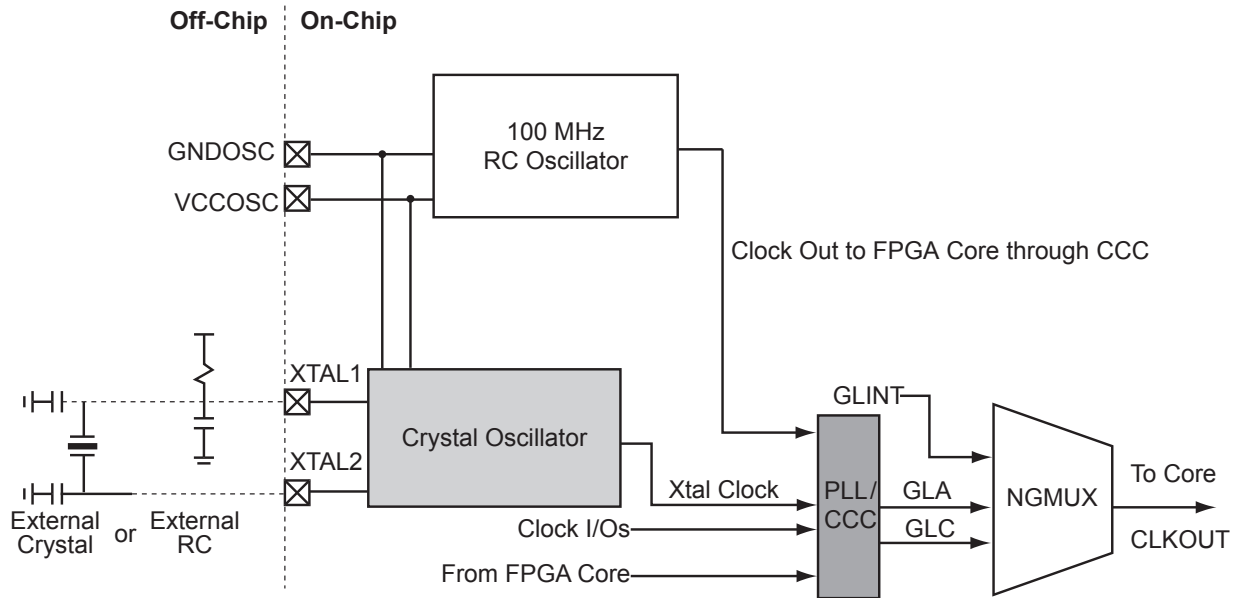 Off-Chip
On-Chip
GNDOSC
VCCOSC
100 MHz
RC Oscillator
Clock Out to FPGA Core through CCC
XTAL1
XTAL2
Crystal Oscillator
External
Crystal
or
External
RC
Xtal Clock
Clock I/Os
From FPGA Core
GLINT
PLL/
CCC
GLA
GLC
NGMUX
To Core
CLKOUT